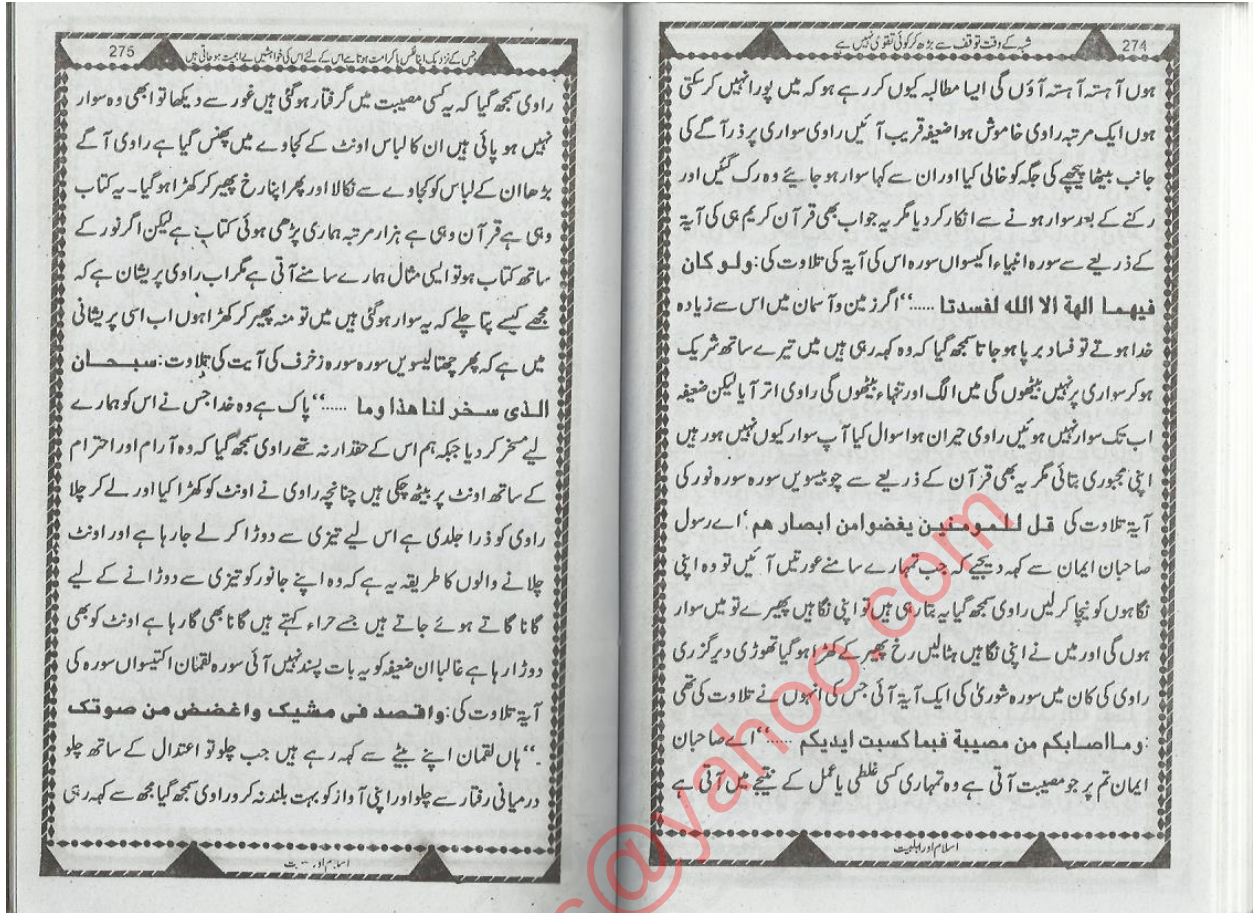 274
شبہ کے وقت توقف سے بڑھ کر کوئی تقویٰ نہیں ہے
ہوں آہستہ آہستہ آؤں گی ایسا مطالبہ کیوں کر رہے ہو کہ میں پورا نہیں کر سکتی
ہوں ایک مرتبہ راوی خاموش ہوا ضعیفہ قریب آئیں راوی سواری پر ذرا آگے کی
جانب بیٹھا پیچھے کی جگہ کو خالی کیا اور ان سے کہا سوار ہو جائیے وہ رک گئیں اور
رکنے کے بعد سوار ہونے سے انکار کر دیا مگر یہ جواب بھی قرآن کریم ہی کی آیۃ
کے ذریعے سے سورہ انبیاء اکیسواں سورہ اس کی آیۃ کی تلاوت کی: ولو کان
فیھما الھۃ الا اللہ لفسدتا .....‘‘ اگر زمین و آسمان میں اس سے زیادہ
خدا ہوتے تو فساد برپا ہو جاتا سمجھ گیا کہ وہ کہہ رہی ہیں میں تیرے ساتھ شریک
ہو کر سواری پر نہیں بیٹھوں گی میں الگ اور تنہاء بیٹھوں گی راوی اتر آیا لیکن ضعیفہ
اب تک سوار نہیں ہوئیں راوی حیران ہوا سوال کیا آپ سوار کیوں نہیں ہو رہیں
اپنی مجبوری بتائی مگر یہ بھی قرآن کے ذریعے سے چوبیسویں سورہ سورہ نور کی
آیۃ تلاوت کی قل للمومنین یغضوا من ابصار ھم ‘اے رسول
صاحبان ایمان سے کہہ دیجیے کہ جب تمہارے سامنے عورتیں آئیں تو وہ اپنی
نگاہوں کو نیچا کر لیں راوی سمجھ گیا یہ بتا رہی ہیں تو اپنی نگاہیں پھیرے تو میں سوار
ہوں گی اور میں نے اپنی نگاہیں ہٹالیں رخ پھیر کے کھڑا ہو گیا تھوڑی دیر گزری
راوی کی کان میں سورہ شوریٰ کی ایک آیۃ آئی جس کی انہوں نے تلاوت کی تھی
:وما اصابکم من مصیبۃ فبما کسبت ایدیکم .....‘‘ اے صاحبان
ایمان تم پر جو مصیبت آتی ہے وہ تمہاری کسی غلطی یا عمل کے نتیجے میں آتی ہے
اسلام اور اہلبیت
275
جس کے نزدیک اپنا نفس باکرامت ہوتا ہے اس کے لئے اس کی خواہشیں بے اہمیت ہو جاتی ہیں
راوی سمجھ گیا کہ یہ کسی مصیبت میں گرفتار ہو گئی ہیں غور سے دیکھا تو ابھی وہ سوار
نہیں ہو پائی ہیں ان کا لباس اونٹ کے کجاوے میں پھنس گیا ہے راوی آگے
بڑھا ان کے لباس کو کجاوے سے نکالا اور پھر اپنا رخ پھیر کر کھڑا ہو گیا۔ یہ کتاب
وہی ہے قرآن وہی ہے ہزار مرتبہ ہماری پڑھی ہوئی کتاب ہے لیکن اگر نور کے
ساتھ کتاب ہو تو ایسی مثال ہمارے سامنے آتی ہے مگر اب راوی پریشان ہے کہ
مجھے کیسے پتا چلے کہ یہ سوار ہو گئی ہیں میں تو منہ پھیر کر کھڑا ہوں اب اسی پریشانی
میں ہے کہ پھر چھتالیسویں سورہ سورہ زخرف کی آیت کی تلاوت: سبحان
الذی سخر لنا ھذا وما .....‘‘ پاک ہے وہ خدا جس نے اس کو ہمارے
لیے مسخر کر دیا جبکہ ہم اس کے حقدار نہ تھے راوی سمجھ گیا کہ وہ آرام اور احترام
کے ساتھ اونٹ پر بیٹھ چکی ہیں چنانچہ راوی نے اونٹ کو کھڑا کیا اور لے کر چلا
راوی کو ذرا جلدی ہے اس لیے تیزی سے دوڑا کر لے جا رہا ہے اور اونٹ
چلانے والوں کا طریقہ یہ ہے کہ وہ اپنے جانور کو تیزی سے دوڑانے کے لیے
گانا گاتے ہوئے جاتے ہیں جسے حراء کہتے ہیں گانا بھی گا رہا ہے اونٹ کو بھی
دوڑا رہا ہے غالبا ان ضعیفہ کو یہ بات پسند نہیں آئی سورہ لقمان اکتیسواں سورہ کی
آیۃ تلاوت کی: واقصد فی مشیک واغضض من صوتک
۔‘‘ ہاں لقمان اپنے بیٹے سے کہہ رہے ہیں جب چلو تو اعتدال کے ساتھ چلو
درمیانی رفتار سے چلو اور اپنی آواز کو بہت بلند نہ کرو راوی سمجھ گیا مجھ سے کہہ رہی
اسلام اور
s@yahoo.com